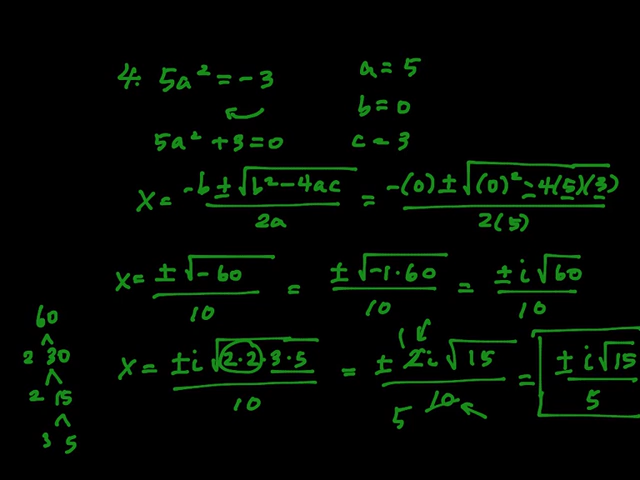 4. 5a² = -3 a = 5
b = 0
5a² + 3 = 0 c = 3
x = -b ± √(b² - 4ac) / 2a = -(0) ± √((0)² - 4(5)(3)) / 2(5)
x = ± √(-60) / 10 = ± √(-1·60) / 10 = ± i √60 / 10
60
2 30
2 15
3 5
x = ± i √(2·2·3·5) / 10 = ± 2i √15 / 10 = ± i √15 / 5
1
5